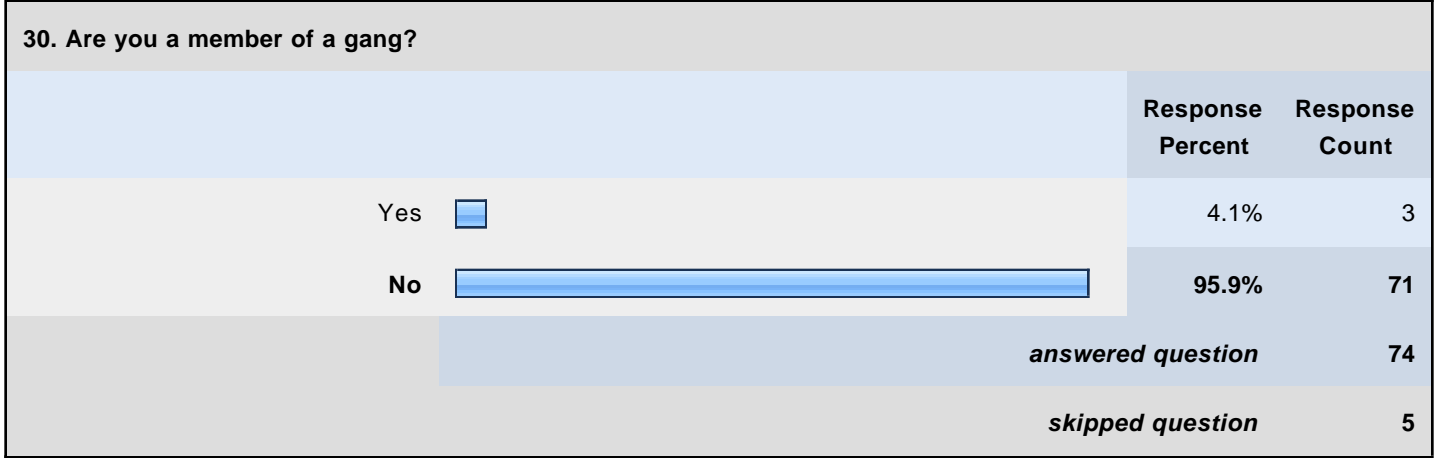 30. Are you a member of a gang?
Response Percent Response Count
Yes 4.1% 3
No 95.9% 71
answered question 74
skipped question 5